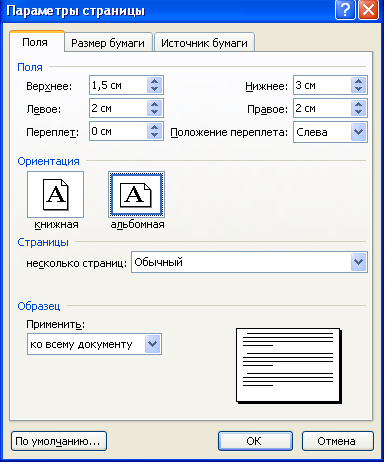 Параметры страницы
Поля Размер бумаги Источник бумаги
Поля
Верхнее: 1,5 см Нижнее: 3 см
Левое: 2 см Правое: 2 см
Переплет: 0 см Положение переплета: Слева
Ориентация
A A
книжная альбомная
Страницы
несколько страниц: Обычный
Образец
Применить:
ко всему документу
По умолчанию... ОК Отмена